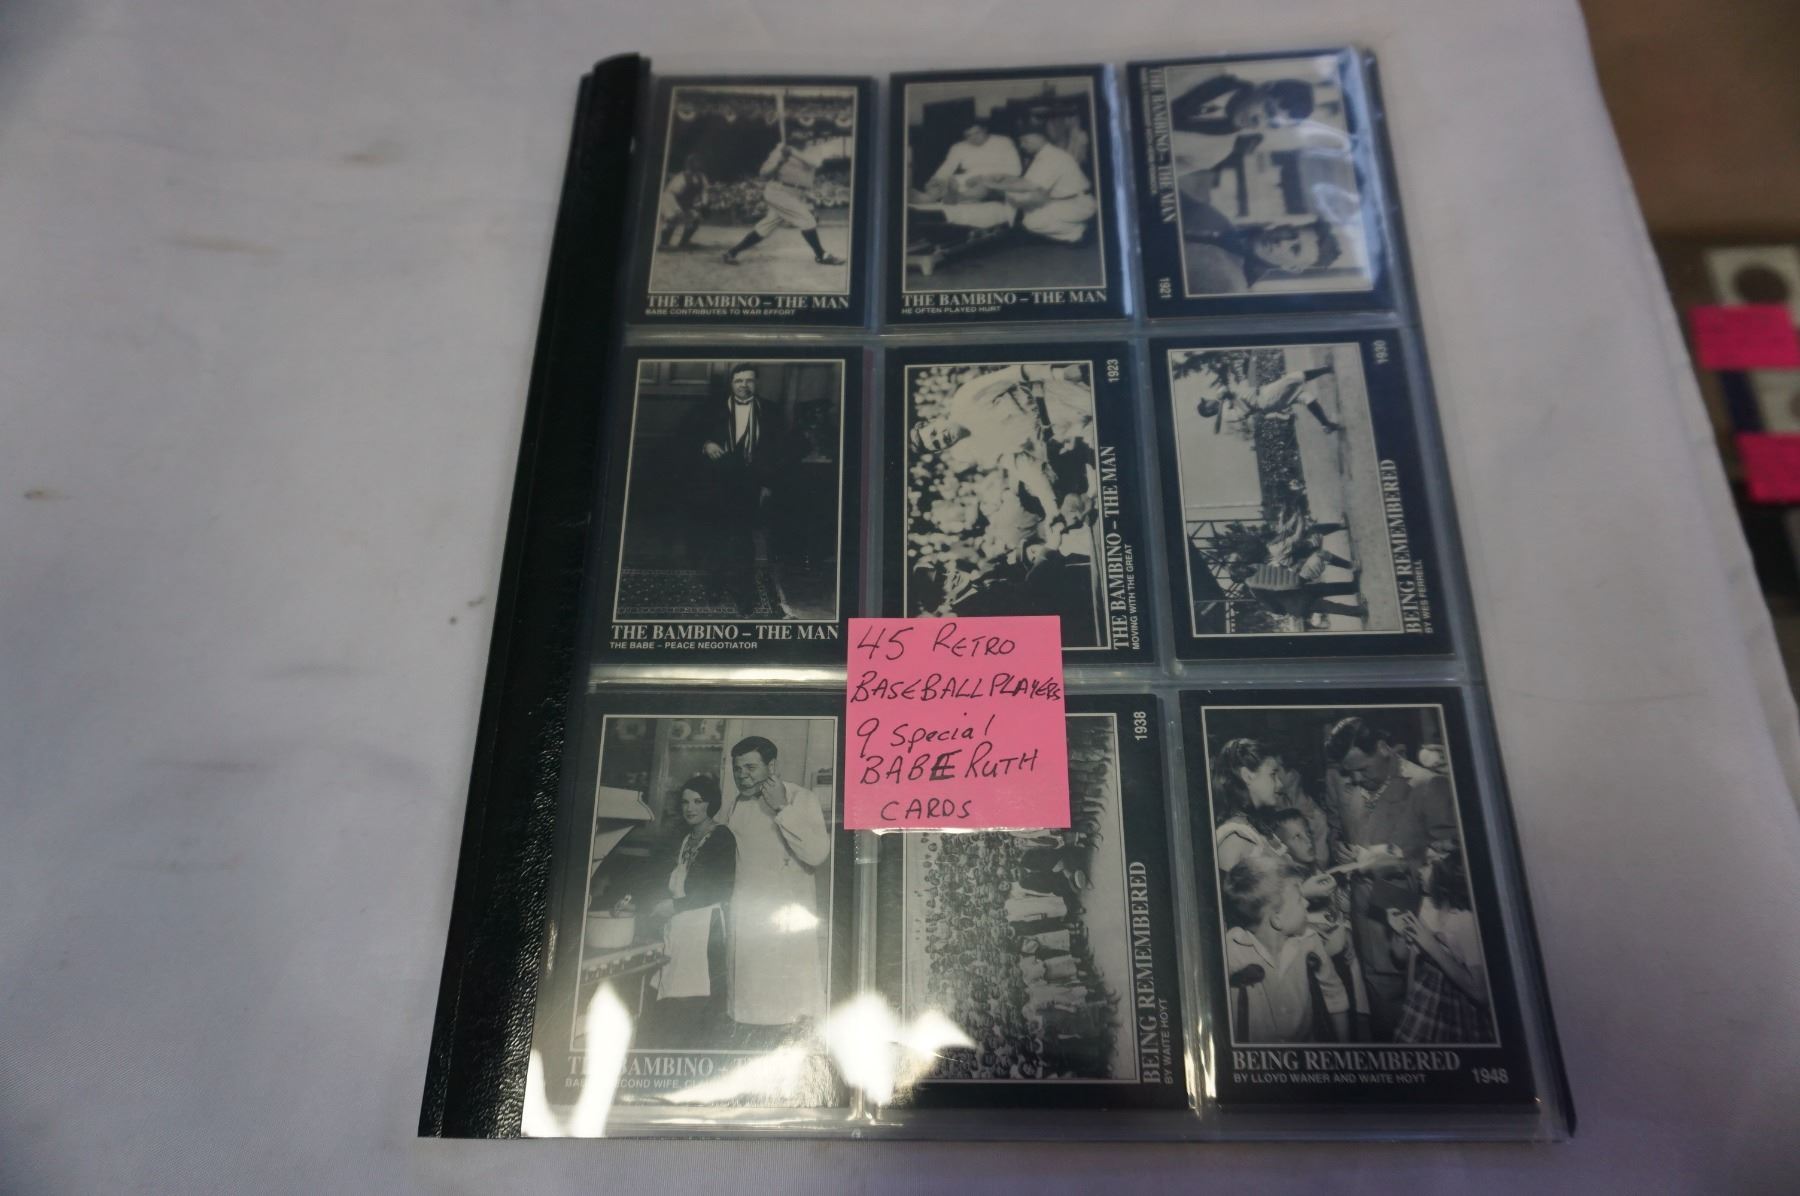 THE BAMBINO – THE MAN
BABE CONTRIBUTES TO WAR EFFORT
THE BAMBINO – THE MAN
HE OFTEN PLAYED HURT
THE BAMBINO – THE MAN
1921
THE BAMBINO – THE MAN
THE BABE – PEACE NEGOTIATOR
1923
THE BAMBINO – THE MAN
MOVING WITH THE GREAT
1930
BEING REMEMBERED
BY WES FERRELL
45 RETRO
BASEBALL PLAYERS
9 Special
BABE RUTH
CARDS
BAMBINO –
SECOND WIFE,
1938
BEING REMEMBERED
BY WAITE HOYT
BEING REMEMBERED
BY LLOYD WANER AND WAITE HOYT
1948